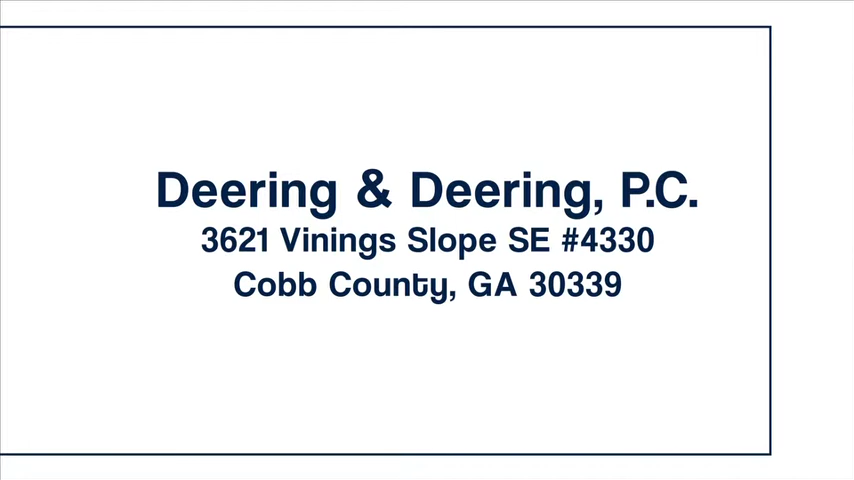 Deering & Deering, P.C.
3621 Vinings Slope SE #4330
Cobb County, GA 30339